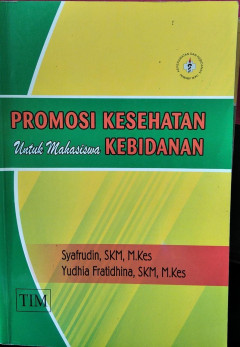 PROMOSI KESEHATAN
Untuk Mahasiswa KEBIDANAN
Syafrudin, SKM, M.Kes
Yudhia Fratidhina, SKM, M.Kes
TIM